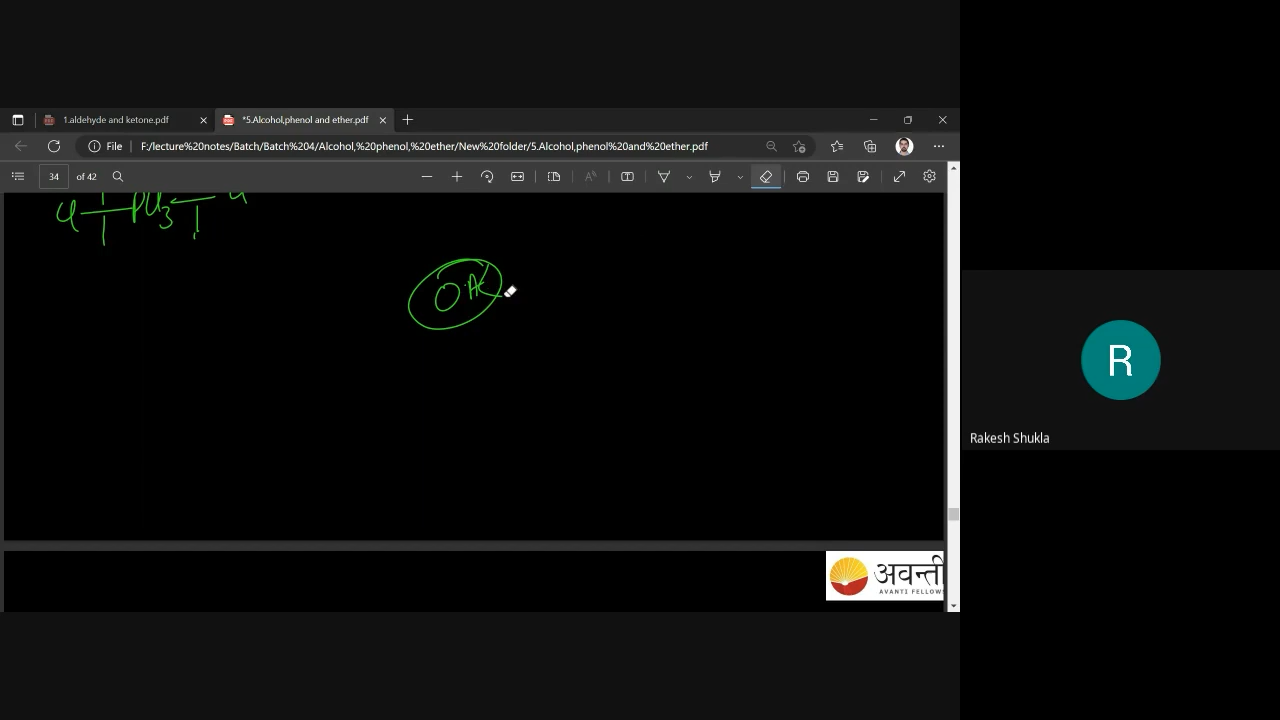 1.aldehyde and ketone.pdf
*5.Alcohol,phenol and ether.pdf
File
F:/lecture%20notes/Batch/Batch%204/Alcohol,%20phenol,%20ether/New%20folder/5.Alcohol,phenol%20and%20ether.pdf
34 of 42
R
Rakesh Shukla
अवन्ती
AVANTI FELLOWS